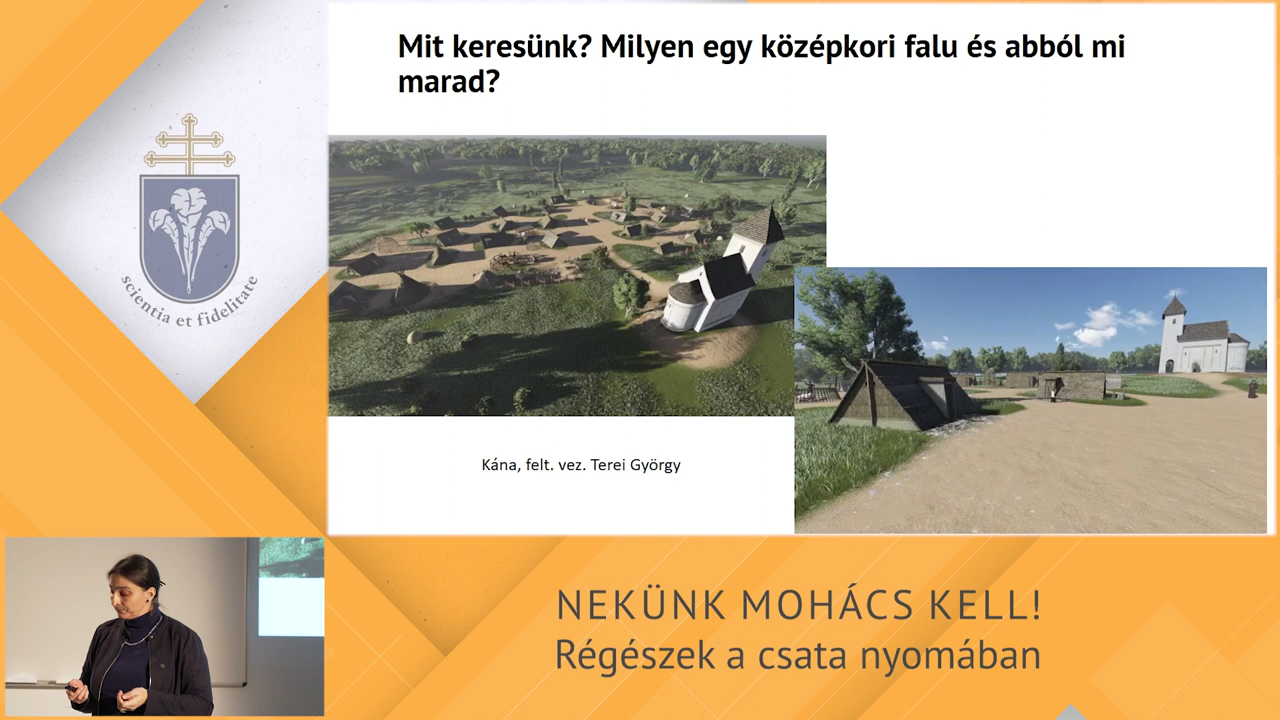 Mit keresünk? Milyen egy középkori falu és abból mi
marad?
scientia et fidelitate
Kána, felt. vez. Terei György
NEKÜNK MOHÁCS KELL!
Régészek a csata nyomában